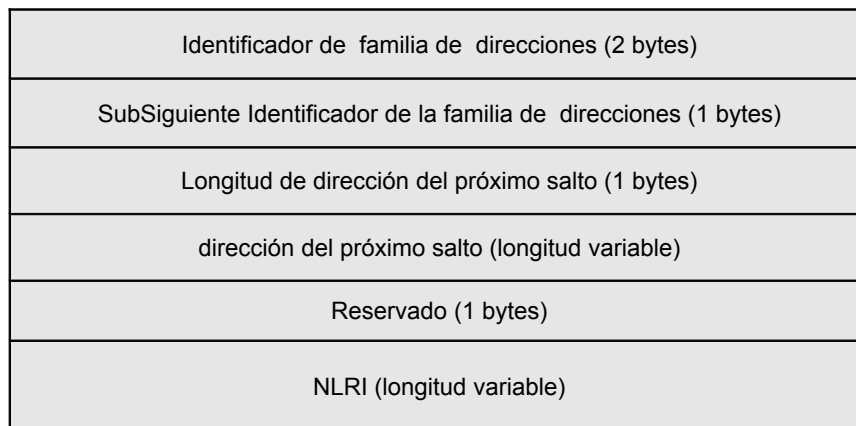 Identificador de familia de direcciones (2 bytes)
SubSiguiente Identificador de la familia de direcciones (1 bytes)
Longitud de dirección del próximo salto (1 bytes)
dirección del próximo salto (longitud variable)
Reservado (1 bytes)
NLRI (longitud variable)